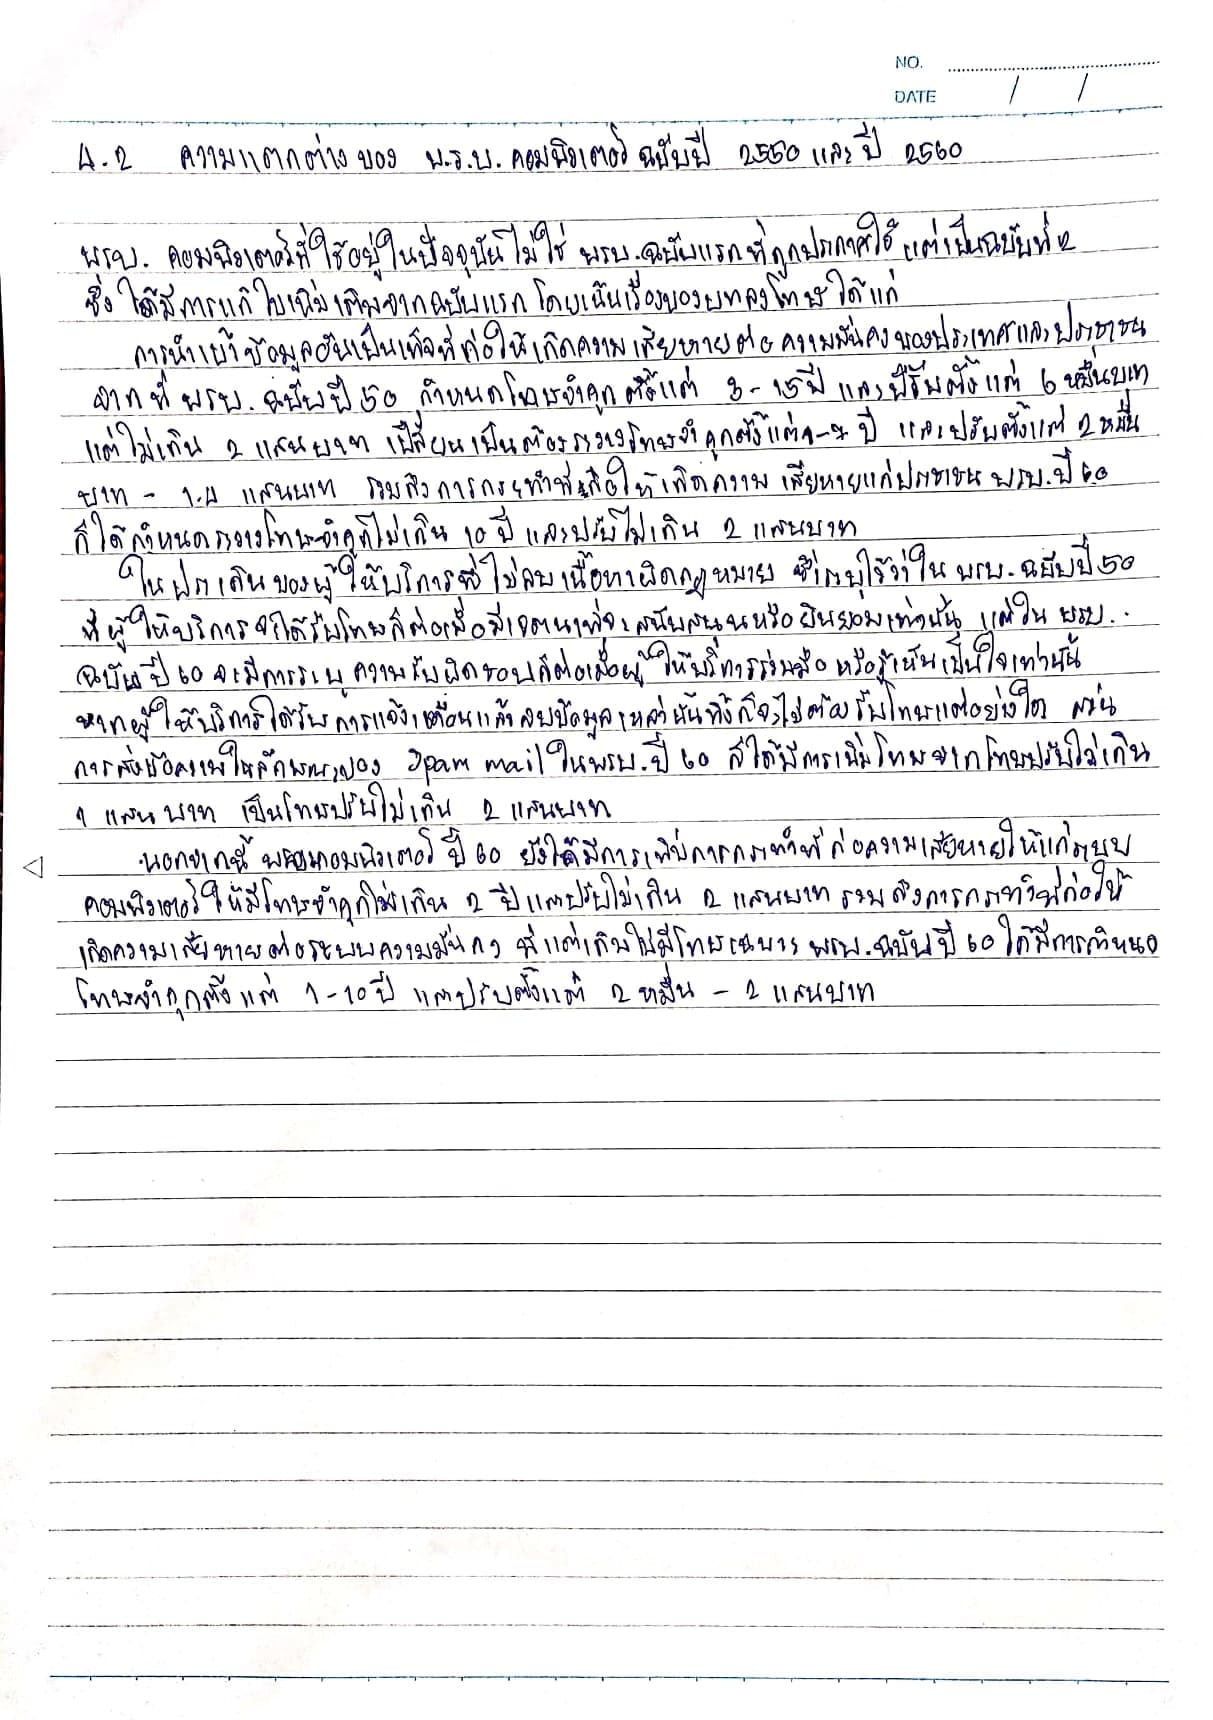 NO.
DATE / /
4.2 ความแตกต่างของ พ.ร.บ. คอมพิวเตอร์ ฉบับปี 2550 และ ปี 2560
พรบ. คอมพิวเตอร์ที่ใช้อยู่ในปัจจุบันไม่ใช่ พรบ.ฉบับแรกที่ถูกประกาศใช้ แต่เป็นฉบับที่ 2
ซึ่งได้มีการแก้ไขเพิ่มเติมจากฉบับแรก โดยเน้นเรื่องของบทลงโทษ ได้แก่
การนำเข้าข้อมูลอันเป็นเท็จที่ก่อให้เกิดความเสียหายต่อความมั่นคงของประเทศและประชาชน
จากที่ พรบ. ฉบับปี 50 กำหนดโทษจำคุกตั้งแต่ 3-15 ปี และปรับตั้งแต่ 6 หมื่นบาท
แต่ไม่เกิน 2 แสนบาท เปลี่ยนเป็นต้องระวางโทษจำคุกตั้งแต่ 1-7 ปี และปรับตั้งแต่ 2 หมื่น
บาท - 1.4 แสนบาท รวมถึงการกระทำที่ก่อให้เกิดความเสียหายแก่ประชาชน พรบ.ปี 60
ก็ได้กำหนดระวางโทษจำคุกไม่เกิน 10 ปี และปรับไม่เกิน 2 แสนบาท
ในประเด็นของผู้ให้บริการที่ไม่ลบเนื้อหาผิดกฎหมาย ซึ่งระบุไว้ว่าใน พรบ.ฉบับปี 50
ที่ผู้ให้บริการจะได้รับโทษก็ต่อเมื่อมีเจตนาที่จะสนับสนุนหรือยินยอมเท่านั้น แต่ใน พรบ.
ฉบับปี 60 จะมีการระบุความรับผิดชอบก็ต่อเมื่อผู้ให้บริการร่วมมือ หรือรู้เห็นเป็นใจเท่านั้น
หากผู้ให้บริการได้รับการแจ้งเตือนแล้วลบข้อมูลเหล่านั้นทิ้งก็จะไม่ต้องรับโทษแต่อย่างใด ส่วน
การส่งข้อความในลักษณะของ Spam mail ในพรบ.ปี 60 ก็ได้มีการเพิ่มโทษจากโทษปรับไม่เกิน
1 แสนบาท เป็นโทษปรับไม่เกิน 2 แสนบาท
นอกจากนี้ พรบคอมพิวเตอร์ ปี 60 ยังได้มีการเพิ่มการกระทำที่ก่อความเสียหายให้แก่ระบบ
คอมพิวเตอร์ ให้มีโทษจำคุกไม่เกิน 2 ปี และปรับไม่เกิน 2 แสนบาท รวมถึงการกระทำที่ก่อให้
เกิดความเสียหายต่อระบบความมั่นคง ที่แต่เดิมไม่มีโทษเฉพาะ พรบ.ฉบับปี 60 ได้มีการกำหนด
โทษจำคุกตั้งแต่ 1-10 ปี และปรับตั้งแต่ 2 หมื่น - 2 แสนบาท